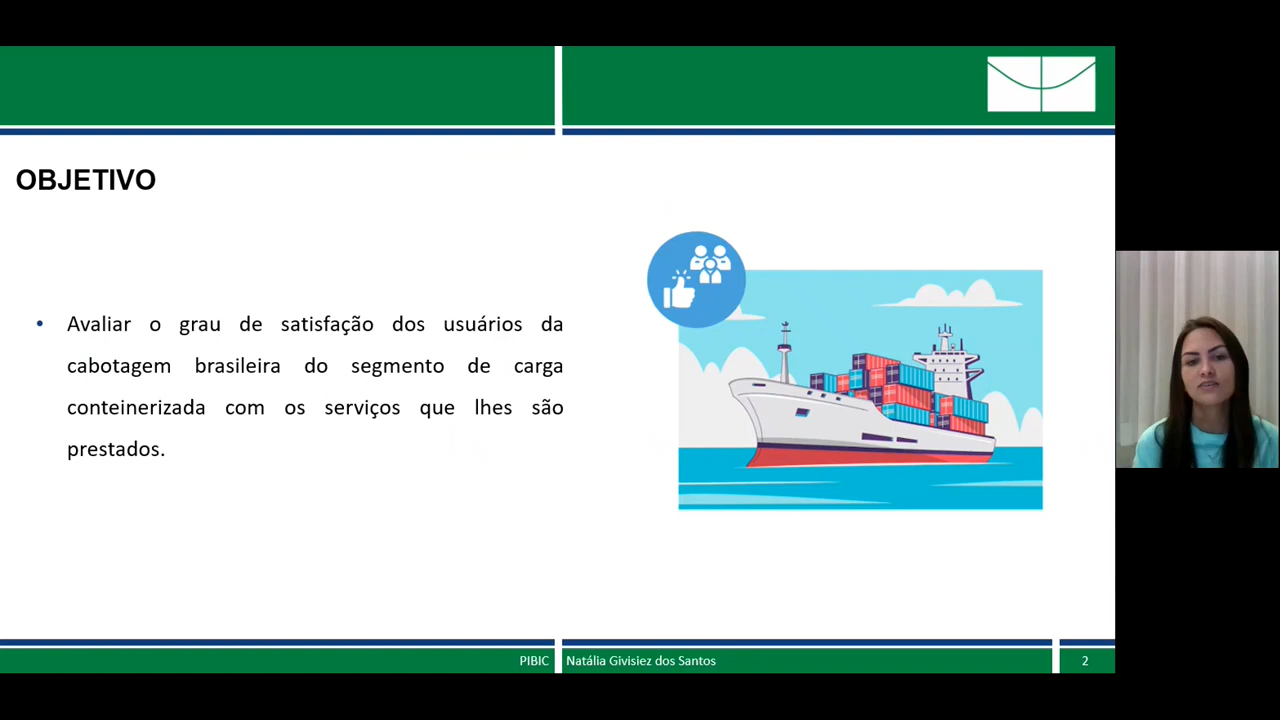 OBJETIVO
• Avaliar o grau de satisfação dos usuários da
cabotagem brasileira do segmento de carga
conteinerizada com os serviços que lhes são
prestados.
PIBIC
Natália Givisiez dos Santos
2